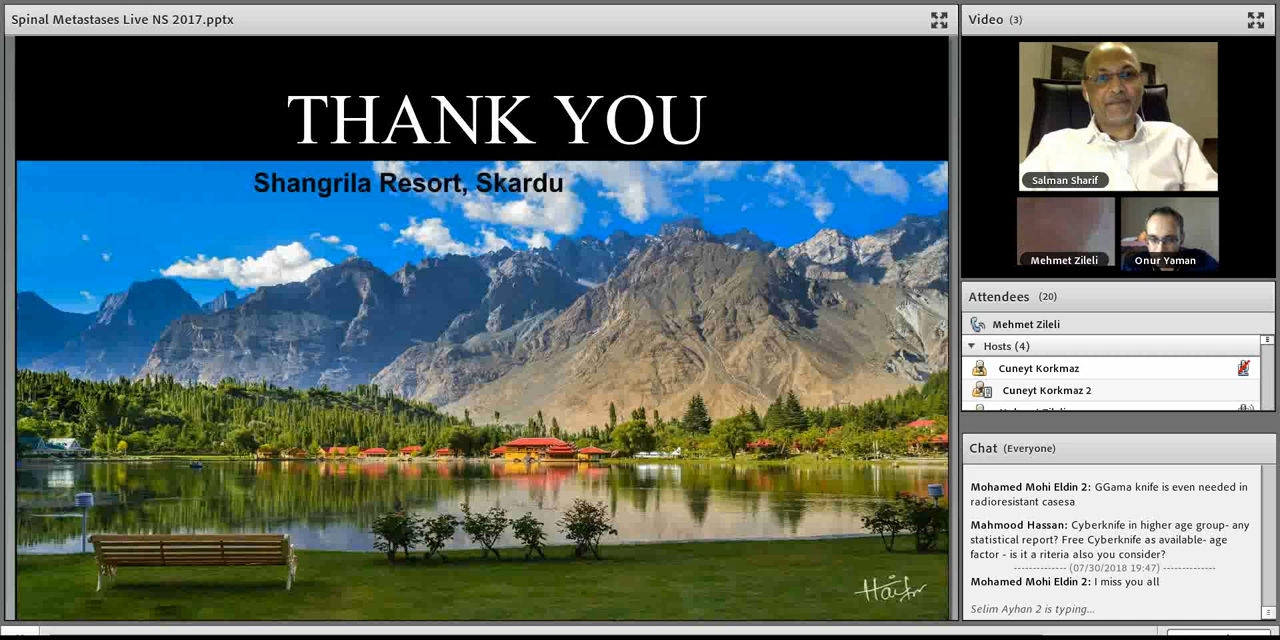 Spinal Metastases Live NS 2017.pptx
THANK YOU
Shangrila Resort, Skardu
Video (3)
Salman Sharif
Mehmet Zileli
Onur Yaman
Attendees (20)
Mehmet Zileli
Hosts (4)
Cuneyt Korkmaz
Cuneyt Korkmaz 2
Chat (Everyone)
Mohamed Mohi Eldin 2: GGama knife is even needed in
radioresistant casesa
Mahmood Hassan: Cyberknife in higher age group- any
statistical report? Free Cyberknife as available- age
factor - is it a riteria also you consider?
-------------- (07/30/2018 19:47) --------------
Mohamed Mohi Eldin 2: I miss you all
Selim Ayhan 2 is typing...